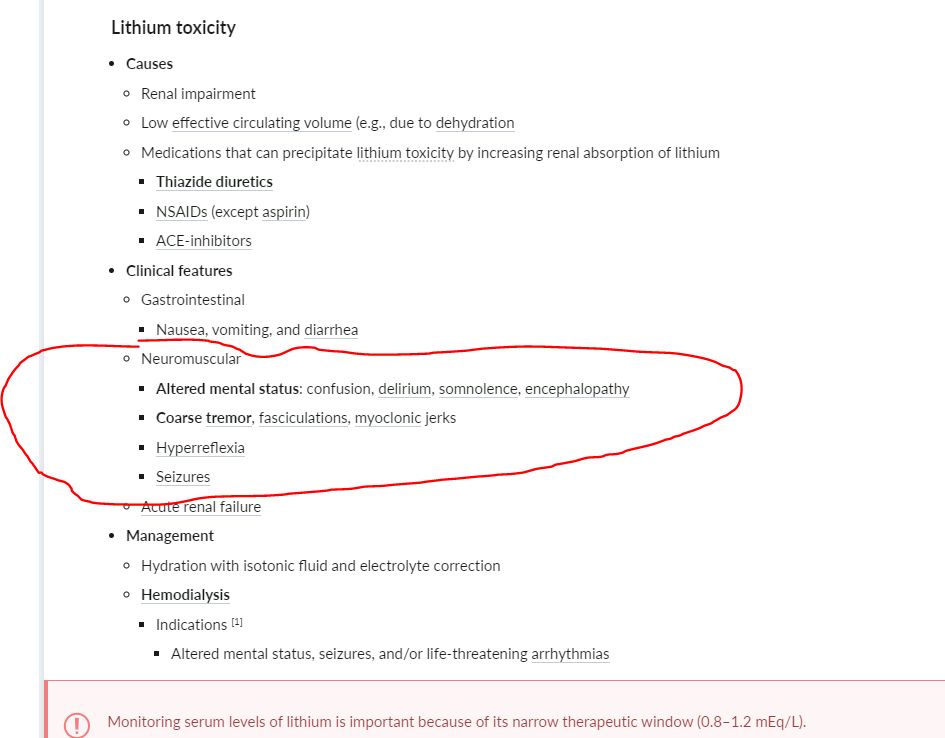 Lithium toxicity
• Causes
◦ Renal impairment
◦ Low effective circulating volume (e.g., due to dehydration
◦ Medications that can precipitate lithium toxicity by increasing renal absorption of lithium
▪ Thiazide diuretics
▪ NSAIDs (except aspirin)
▪ ACE-inhibitors
• Clinical features
◦ Gastrointestinal
▪ Nausea, vomiting, and diarrhea
◦ Neuromuscular
▪ Altered mental status: confusion, delirium, somnolence, encephalopathy
▪ Coarse tremor, fasciculations, myoclonic jerks
▪ Hyperreflexia
▪ Seizures
◦ Acute renal failure
• Management
◦ Hydration with isotonic fluid and electrolyte correction
◦ Hemodialysis
▪ Indications [1]
▪ Altered mental status, seizures, and/or life-threatening arrhythmias
! Monitoring serum levels of lithium is important because of its narrow therapeutic window (0.8–1.2 mEq/L).